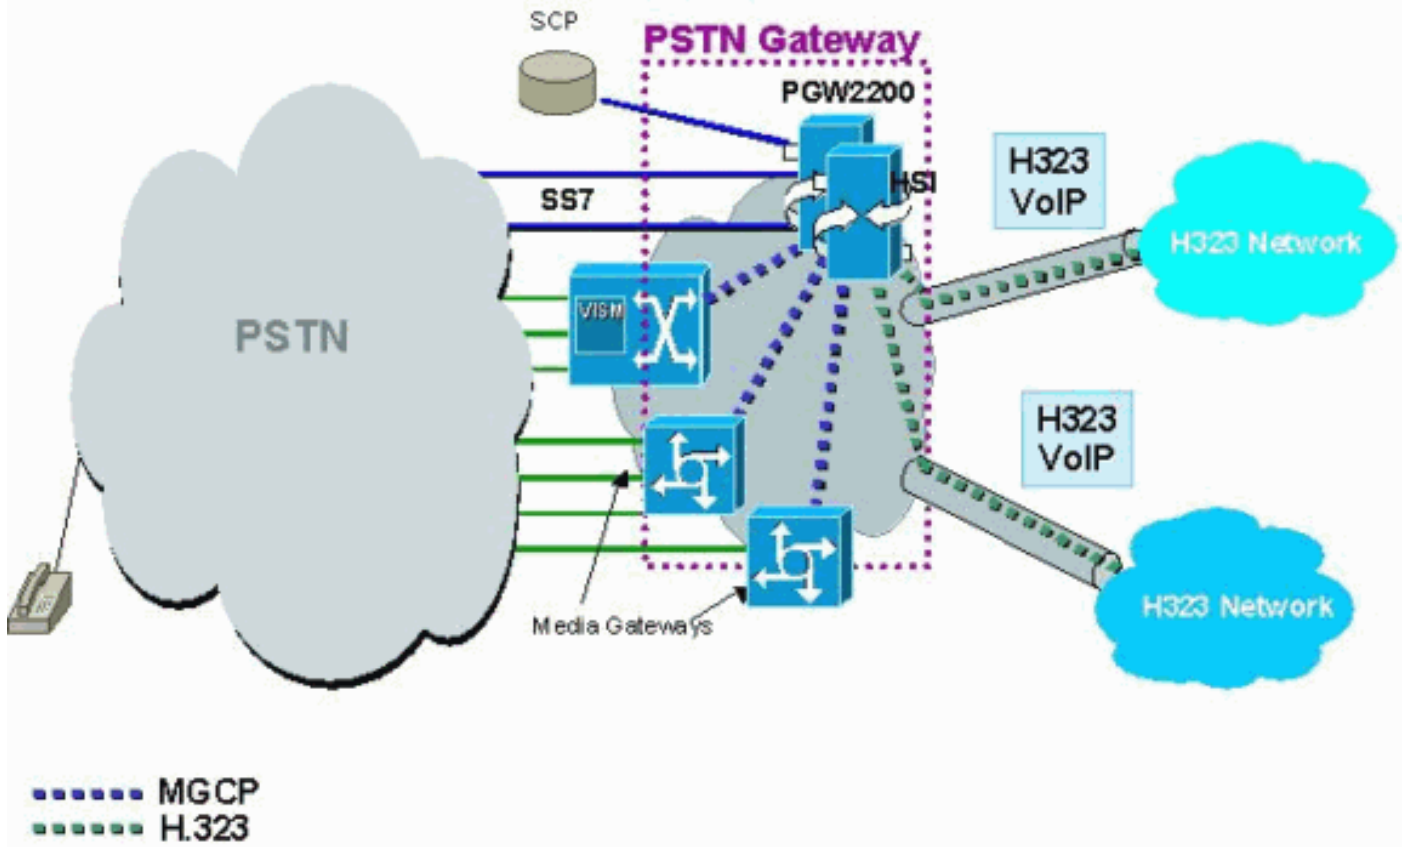 SCP
PSTN Gateway
PGW2200
H323
VoIP
HSI
SS7
H323 Network
VISM
PSTN
H323
VoIP
H323 Network
Media Gateways
MGCP
H.323